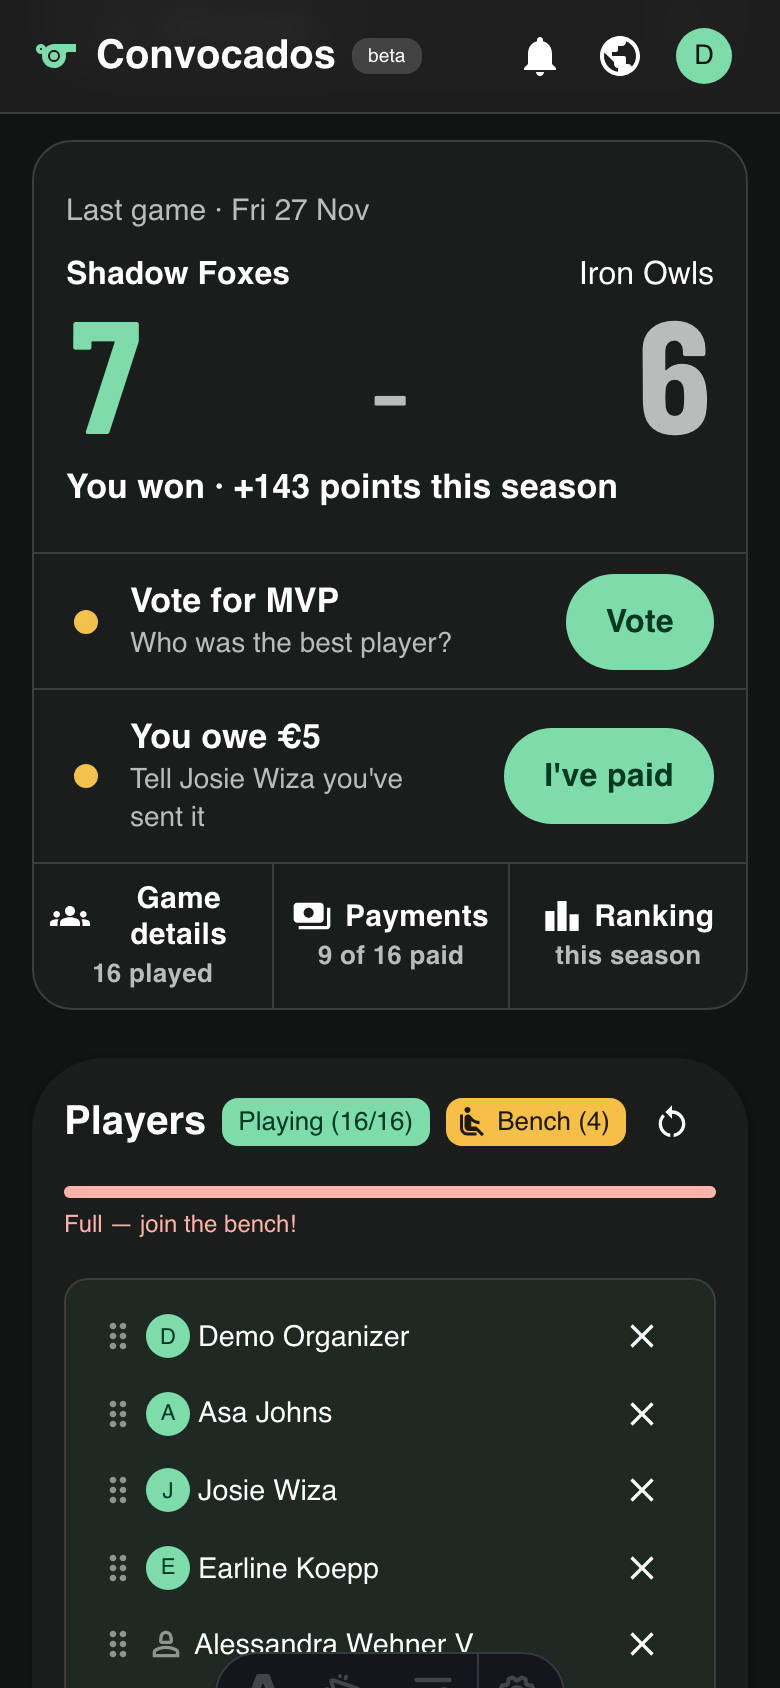 Convocados beta D
Last game · Fri 27 Nov
Shadow Foxes Iron Owls
7 - 6
You won · +143 points this season
Vote for MVP
Who was the best player?
Vote
You owe €5
Tell Josie Wiza you've
sent it
I've paid
Game
details
16 played
Payments
9 of 16 paid
Ranking
this season
Players Playing (16/16) Bench (4)
Full — join the bench!
D Demo Organizer
A Asa Johns
J Josie Wiza
E Earline Koepp
Alessandra Wehner V